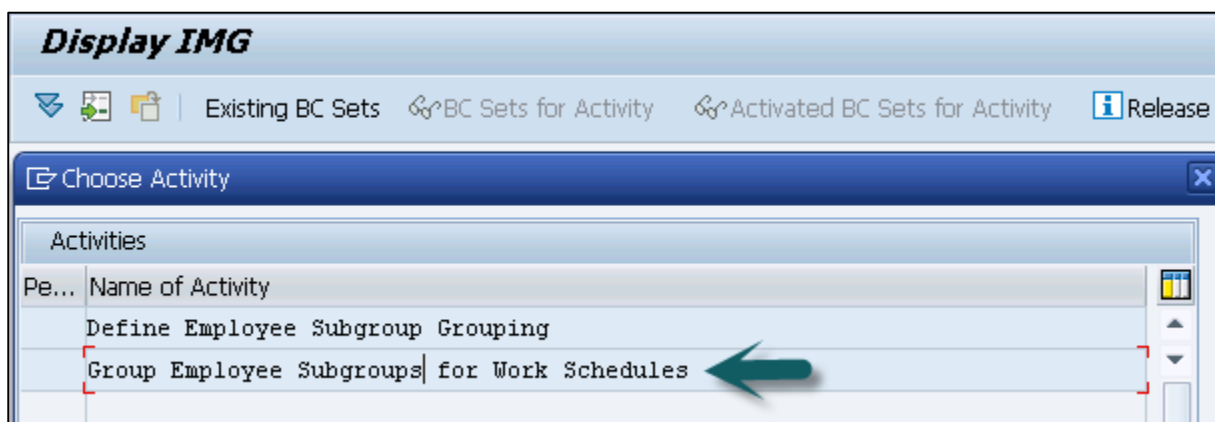 Display IMG
Existing BC Sets BC Sets for Activity Activated BC Sets for Activity Release
Choose Activity
Activities
Pe... Name of Activity
Define Employee Subgroup Grouping
Group Employee Subgroups for Work Schedules